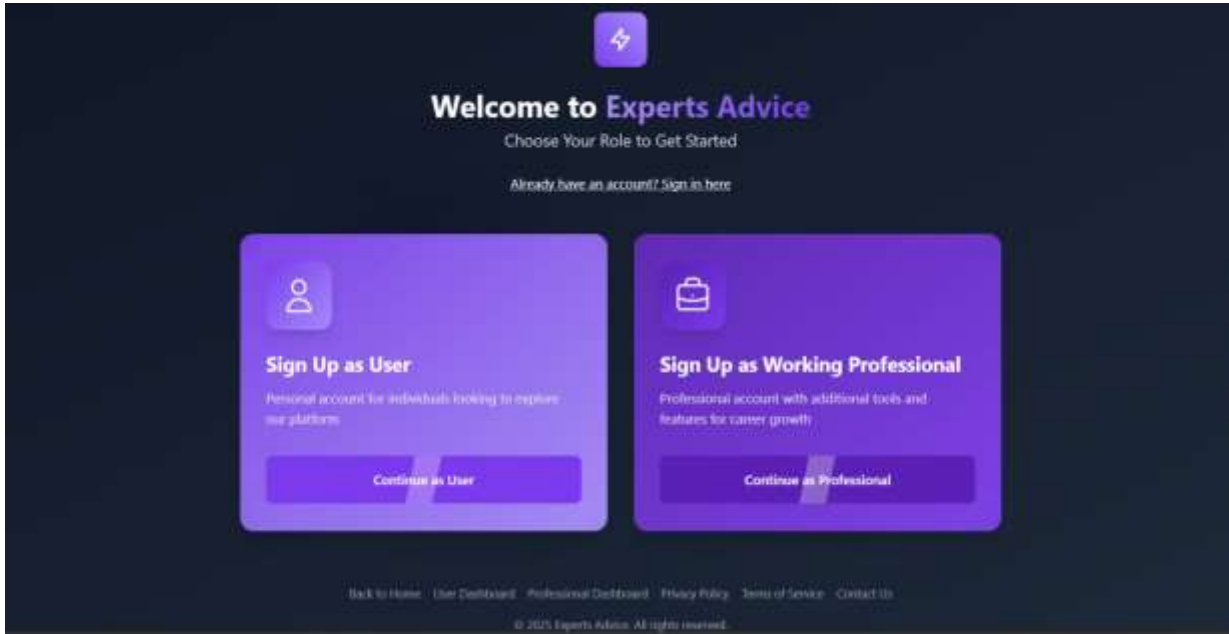 Welcome to Experts Advice
Choose Your Role to Get Started
Already have an account? Sign in here
Sign Up as User
Personal account for individuals looking to explore
our platform
Continue as User
Sign Up as Working Professional
Professional account with additional tools and
features for career growth
Continue as Professional
Back to Home User Dashboard Professional Dashboard Privacy Policy Terms of Service Contact Us
© 2025 Experts Advice. All rights reserved.